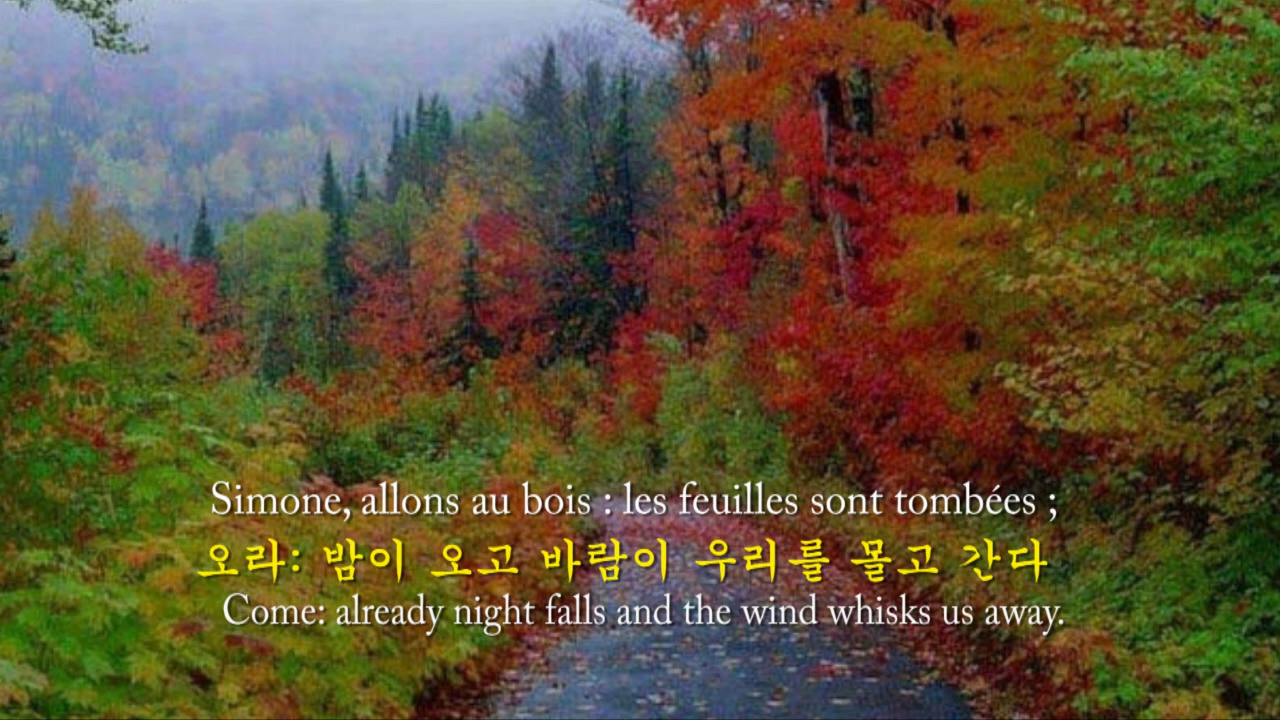 Simone, allons au bois : les feuilles sont tombées ;
오라: 밤이 오고 바람이 우리를 몰고 간다
Come: already night falls and the wind whisks us away.